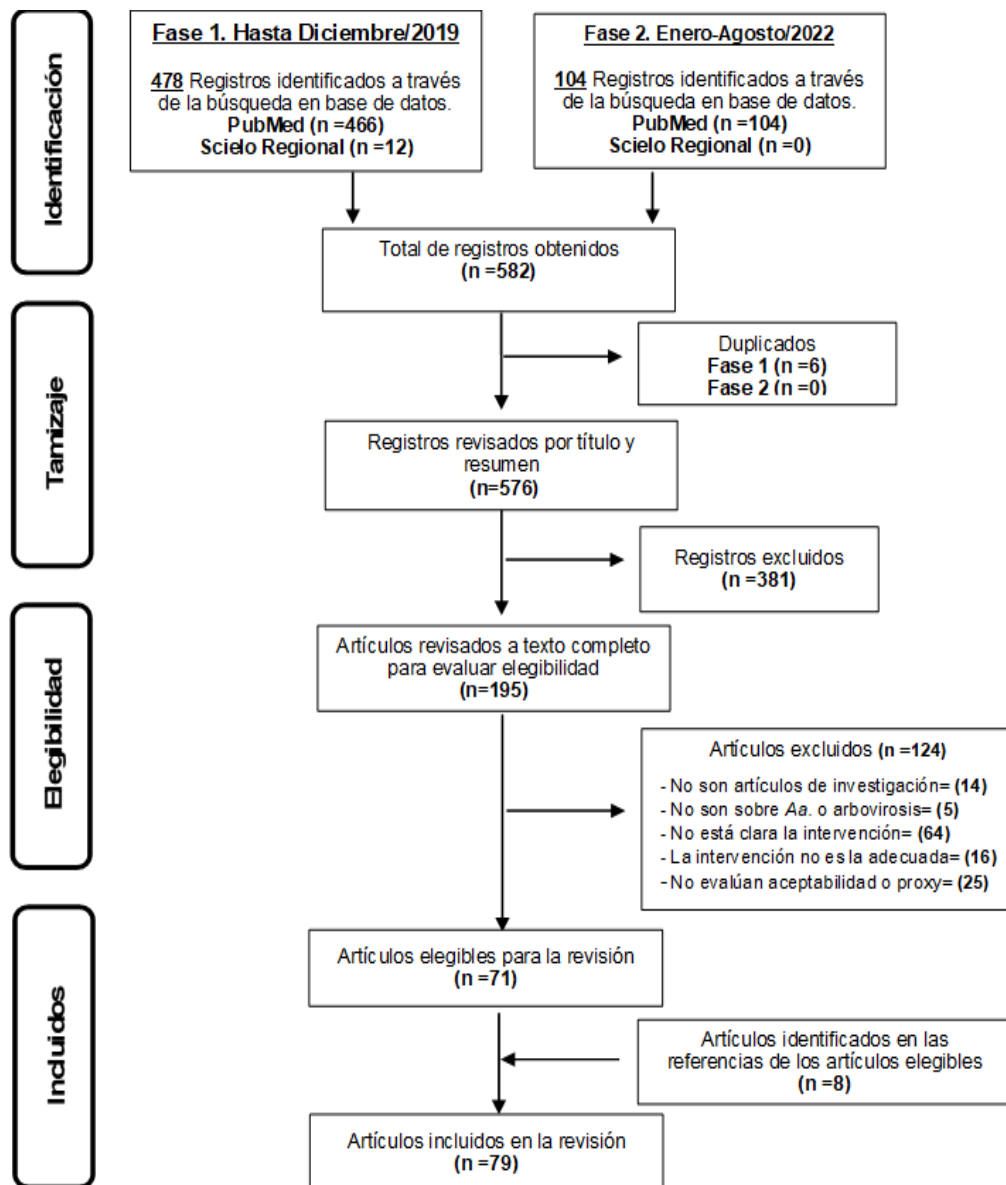 Identificación
Fase 1. Hasta Diciembre/2019
478 Registros identificados a través
de la búsqueda en base de datos.
PubMed (n =466)
Scielo Regional (n =12)
Fase 2. Enero-Agosto/2022
104 Registros identificados a través
de la búsqueda en base de datos.
PubMed (n =104)
Scielo Regional (n =0)
Total de registros obtenidos
(n =582)
Tamizaje
Duplicados
Fase 1 (n =6)
Fase 2 (n =0)
Registros revisados por título y
resumen
(n=576)
Registros excluidos
(n =381)
Elegibilidad
Artículos revisados a texto completo
para evaluar elegibilidad
(n=195)
Artículos excluidos (n =124)
- No son artículos de investigación= (14)
- No son sobre Aa. o arbovirosis= (5)
- No está clara la intervención= (64)
- La intervención no es la adecuada= (16)
- No evalúan aceptabilidad o proxy= (25)
Incluidos
Artículos elegibles para la revisión
(n =71)
Artículos identificados en las
referencias de los artículos elegibles
(n =8)
Artículos incluidos en la revisión
(n =79)